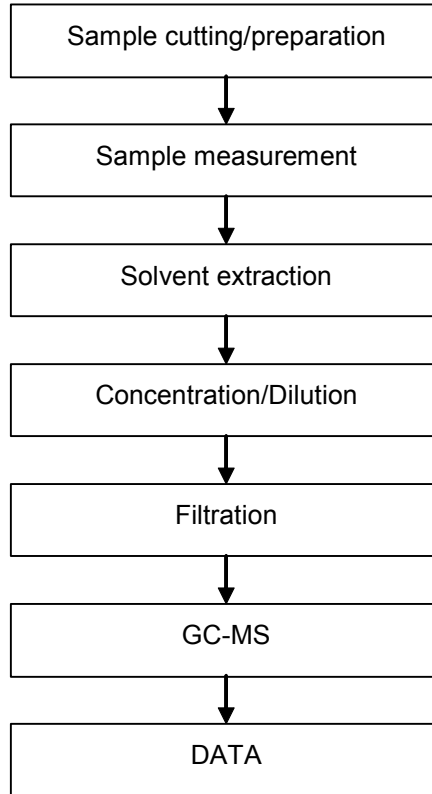 Sample cutting/preparation
Sample measurement
Solvent extraction
Concentration/Dilution
Filtration
GC-MS
DATA